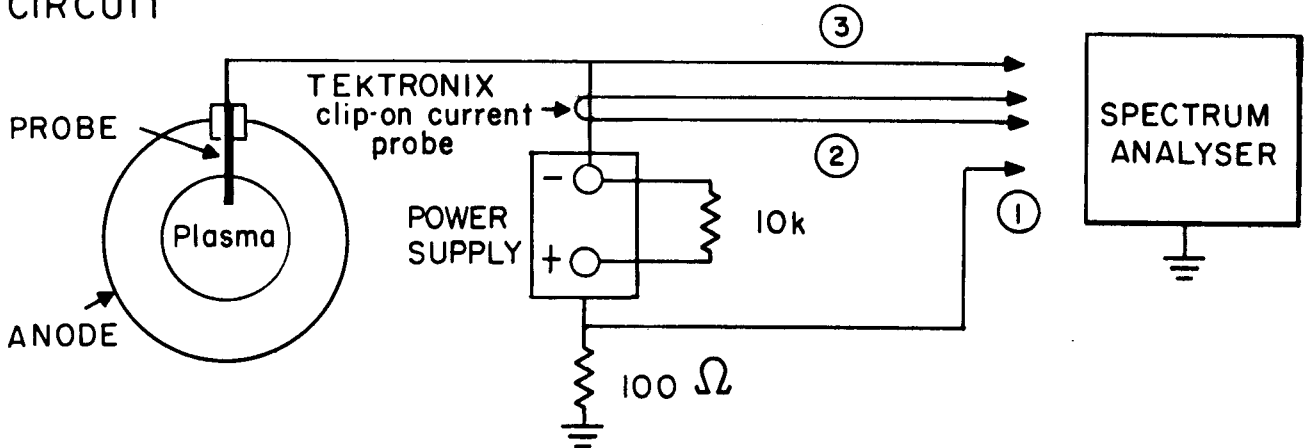 CIRCUIT
③
TEKTRONIX
clip-on current
probe
PROBE
②
SPECTRUM
ANALYSER
Plasma
POWER
SUPPLY
-
+
10k
①
ANODE
100 Ω